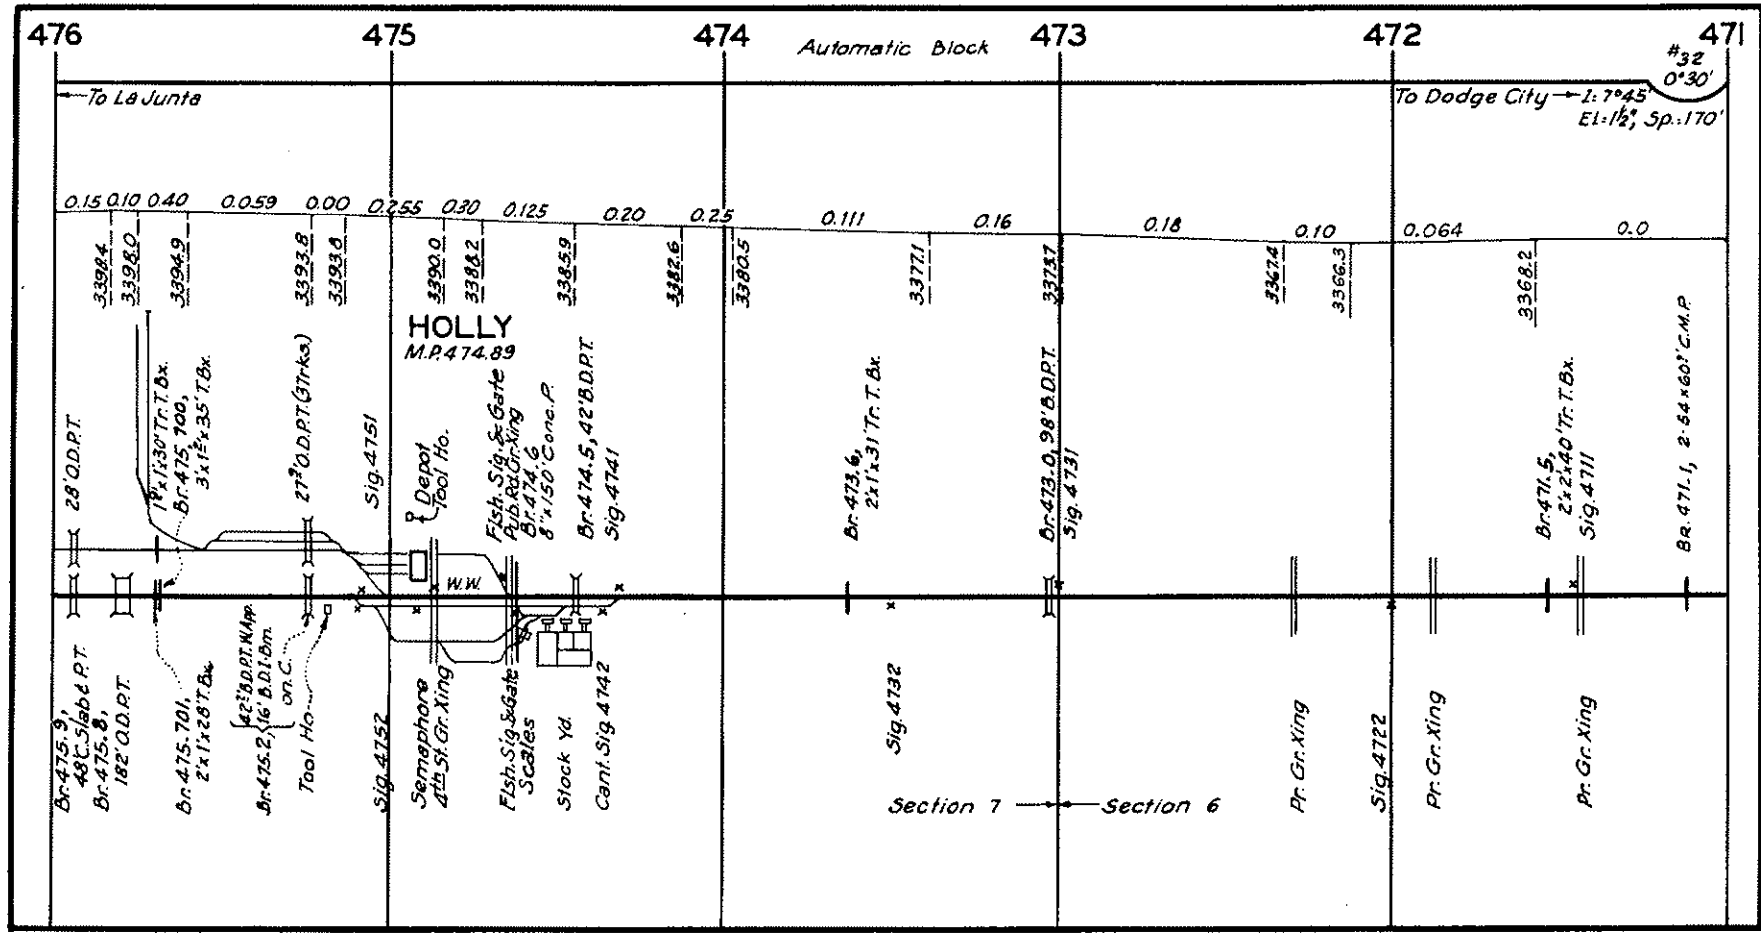 476 475 474 473 472 471
Automatic Block
#32
0°30'
To La Junta
To Dodge City
I: 7°45'
El: 1½", Sp.: 170'
0.15 0.10 0.40 0.059 0.00 0.255 0.30 0.125 0.20 0.25 0.111 0.16 0.18 0.10 0.064 0.0
3398.4
3398.0
3394.9
3393.8
3393.8
3390.0
3388.2
3385.9
3382.6
3380.5
3377.1
3373.7
3367.4
3366.3
3368.2
HOLLY
M.P. 474.89
28' O.D.P.T.
x 1' x 30' Tr. T. Bx.
Br. 475.700,
3' x x 35' T. Bx.
O.D.P.T. (3Trks.)
Sig. 4751
Depot
Tool Ho.
Flsh. Sig. & Gate
Pub. Rd. Gr. Xing
Br. 474.6
8" x 150' Conc. P.
Br. 474.5, 42' B.D.P.T.
Sig. 4741
Br. 473.6,
2' x 1' x 31' Tr. T. Bx.
Br. 473.0, 98' B.D.P.T.
Sig. 4731
Br. 471.5,
2' x 2' x 40' Tr. T. Bx.
Sig. 4711
Br. 471.1, 2-54 x 60' C.M.P.
W.W.
Br. 475.9,
48' C. Slab & P.T.
Br. 475.8,
182' O.D.P.T.
Br. 475.701,
2' x 1' x 28' T. Bx.
Br. 475.2,
B.D.P.T. W. App.
16' B.D. I-Bm.
on. C.
Tool Ho.
Sig. 4752
Semaphore
4th St. Gr. Xing
Flsh. Sig. & Gate
Scales
Stock Yd.
Cant. Sig. 4742
Sig. 4732
Section 7
Section 6
Pr. Gr. Xing
Sig. 4722
Pr. Gr. Xing
Pr. Gr. Xing